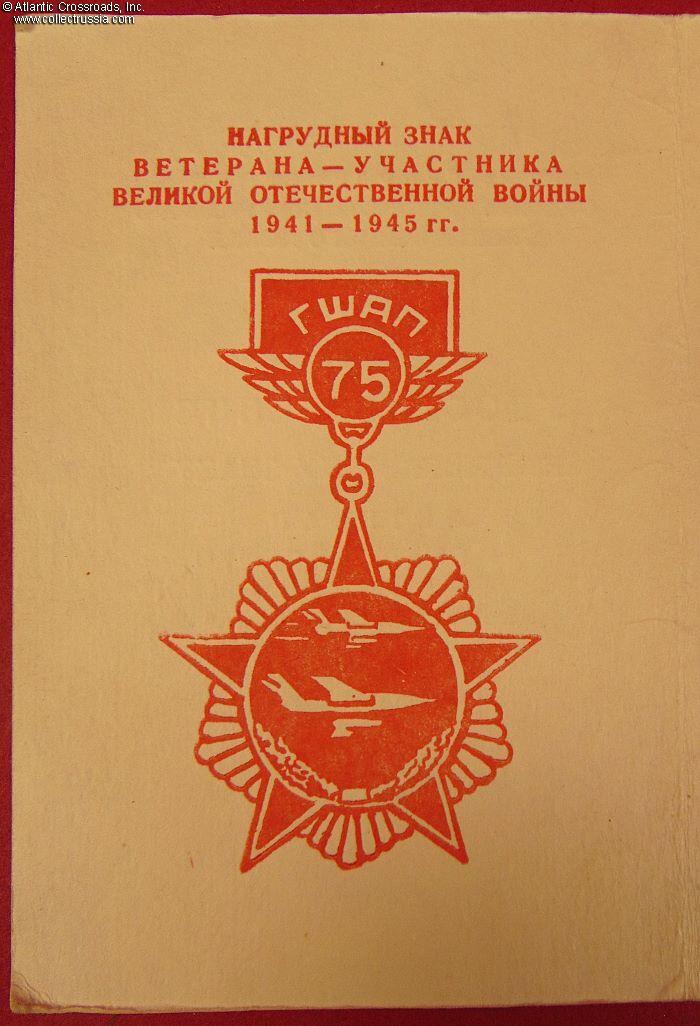 © Atlantic Crossroads, Inc.
www.collectrussia.com
НАГРУДНЫЙ ЗНАК
ВЕТЕРАНА — УЧАСТНИКА
ВЕЛИКОЙ ОТЕЧЕСТВЕННОЙ ВОЙНЫ
1941 — 1945 гг.
ГШАП
75